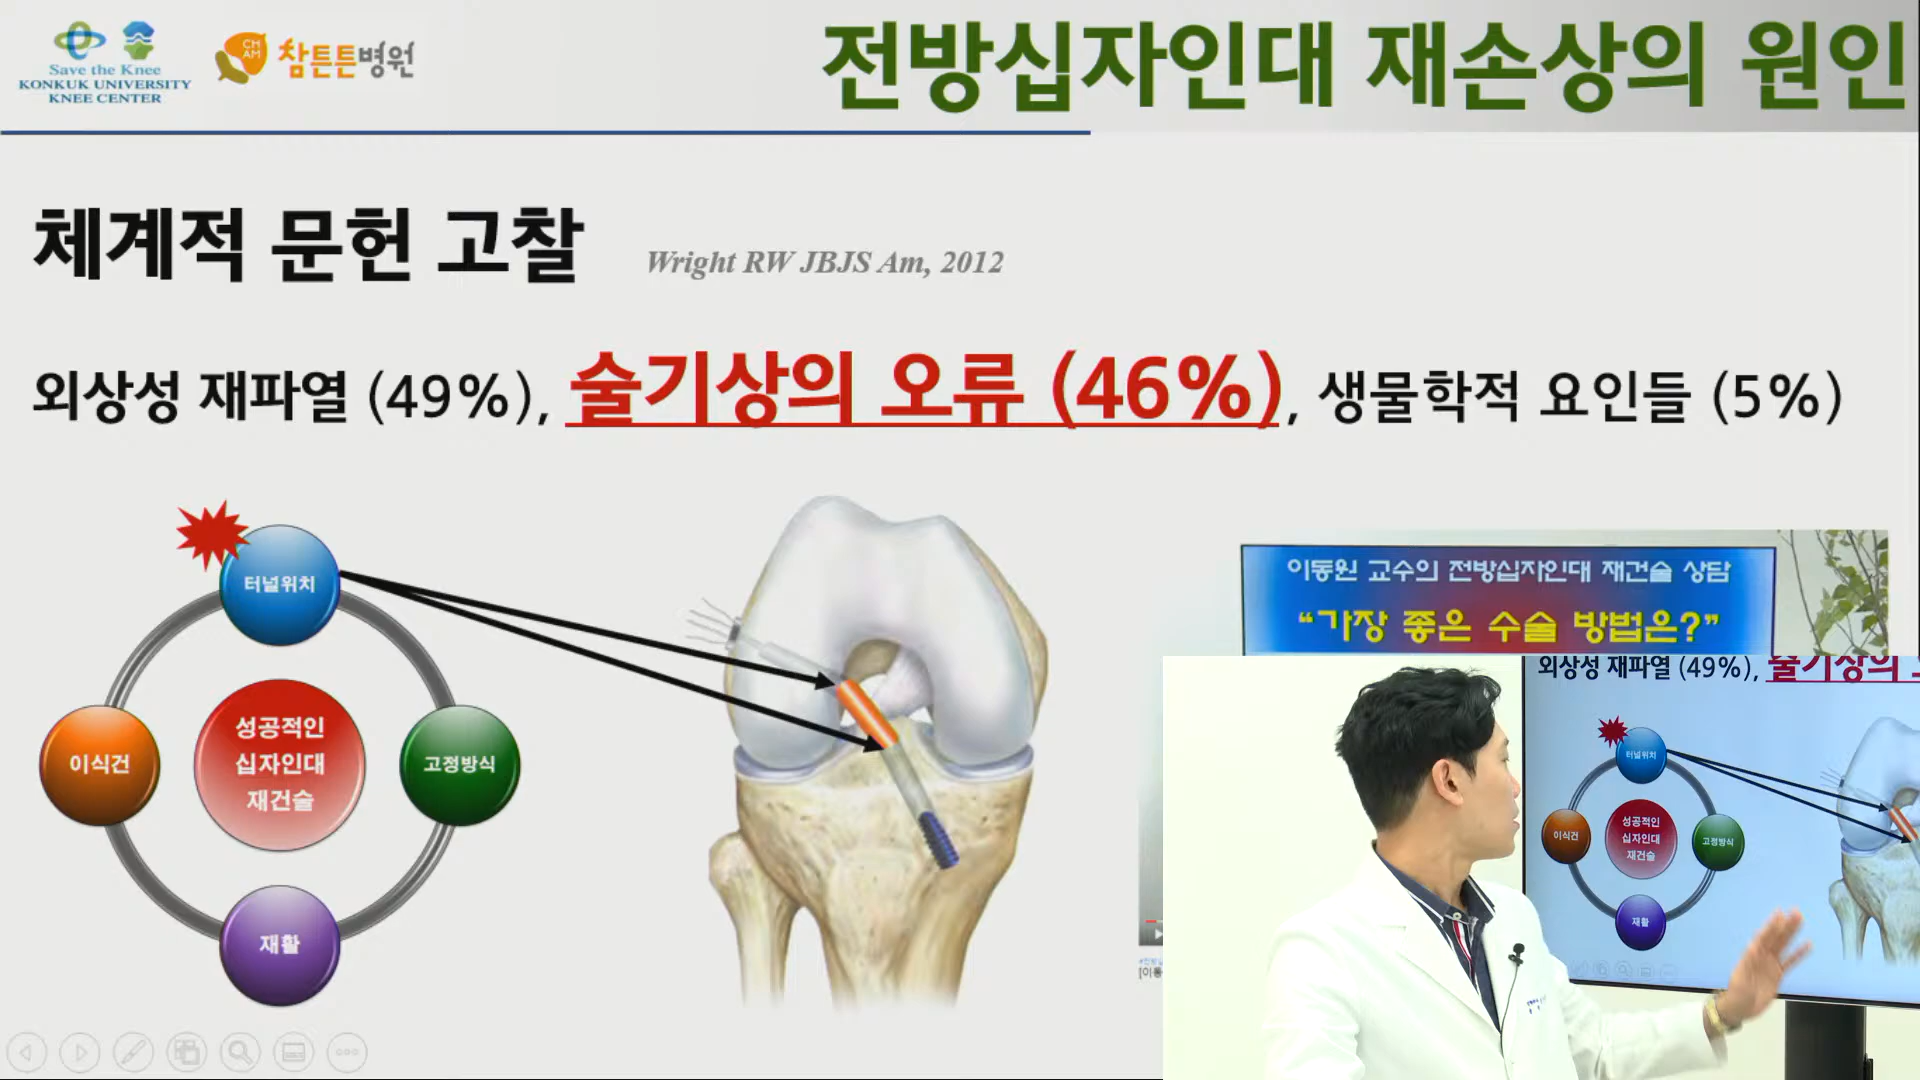 Save the Knee
KONKUK UNIVERSITY
KNEE CENTER
CH
AM
참튼튼병원
전방십자인대 재손상의 원인
체계적 문헌 고찰
Wright RW JBJS Am, 2012
외상성 재파열 (49%), 술기상의 오류 (46%), 생물학적 요인들 (5%)
터널위치
이식건
성공적인
십자인대
재건술
고정방식
재활
이동원 교수의 전방십자인대 재건술 상담
“가장 좋은 수술 방법은?”
외상성 재파열 (49%), 술기상의
터널위치
이식건
성공적인
십자인대
재건술
고정방식
재활